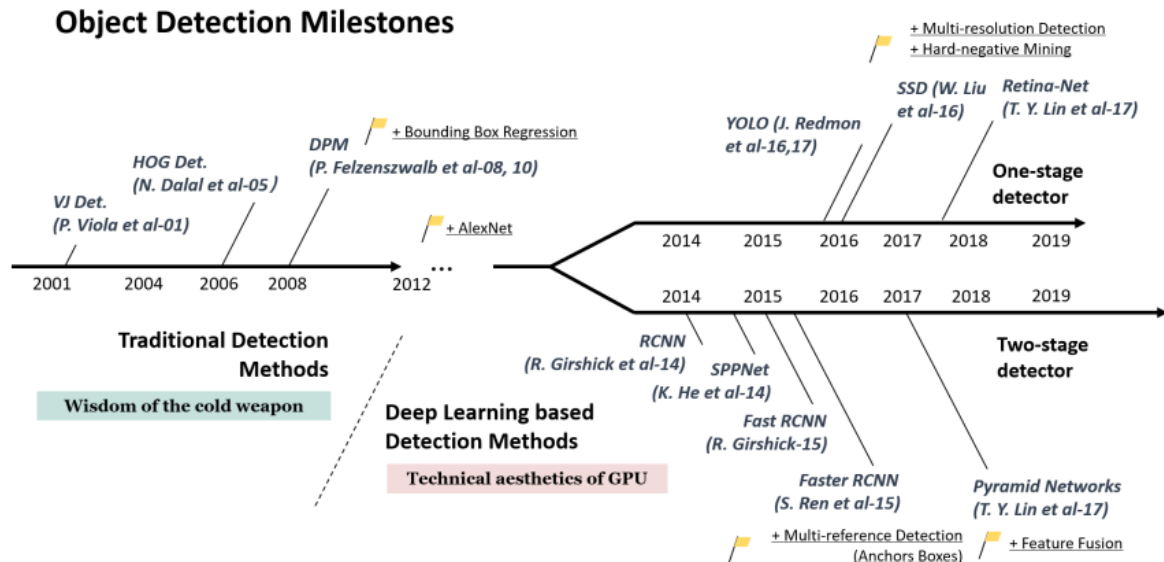 Object Detection Milestones
+ Multi-resolution Detection
+ Hard-negative Mining
SSD (W. Liu
et al-16)
Retina-Net
(T. Y. Lin et al-17)
YOLO (J. Redmon
et al-16,17)
+ Bounding Box Regression
DPM
(P. Felzenszwalb et al-08, 10)
HOG Det.
(N. Dalal et al-05)
VJ Det.
(P. Viola et al-01)
+ AlexNet
One-stage
detector
2014 2015 2016 2017 2018 2019
...
2001 2004 2006 2008 2012
2014 2015 2016 2017 2018 2019
Traditional Detection
Methods
Wisdom of the cold weapon
Deep Learning based
Detection Methods
Technical aesthetics of GPU
RCNN
(R. Girshick et al-14)
SPPNet
(K. He et al-14)
Fast RCNN
(R. Girshick-15)
Faster RCNN
(S. Ren et al-15)
+ Multi-reference Detection
(Anchors Boxes)
Two-stage
detector
Pyramid Networks
(T. Y. Lin et al-17)
+ Feature Fusion